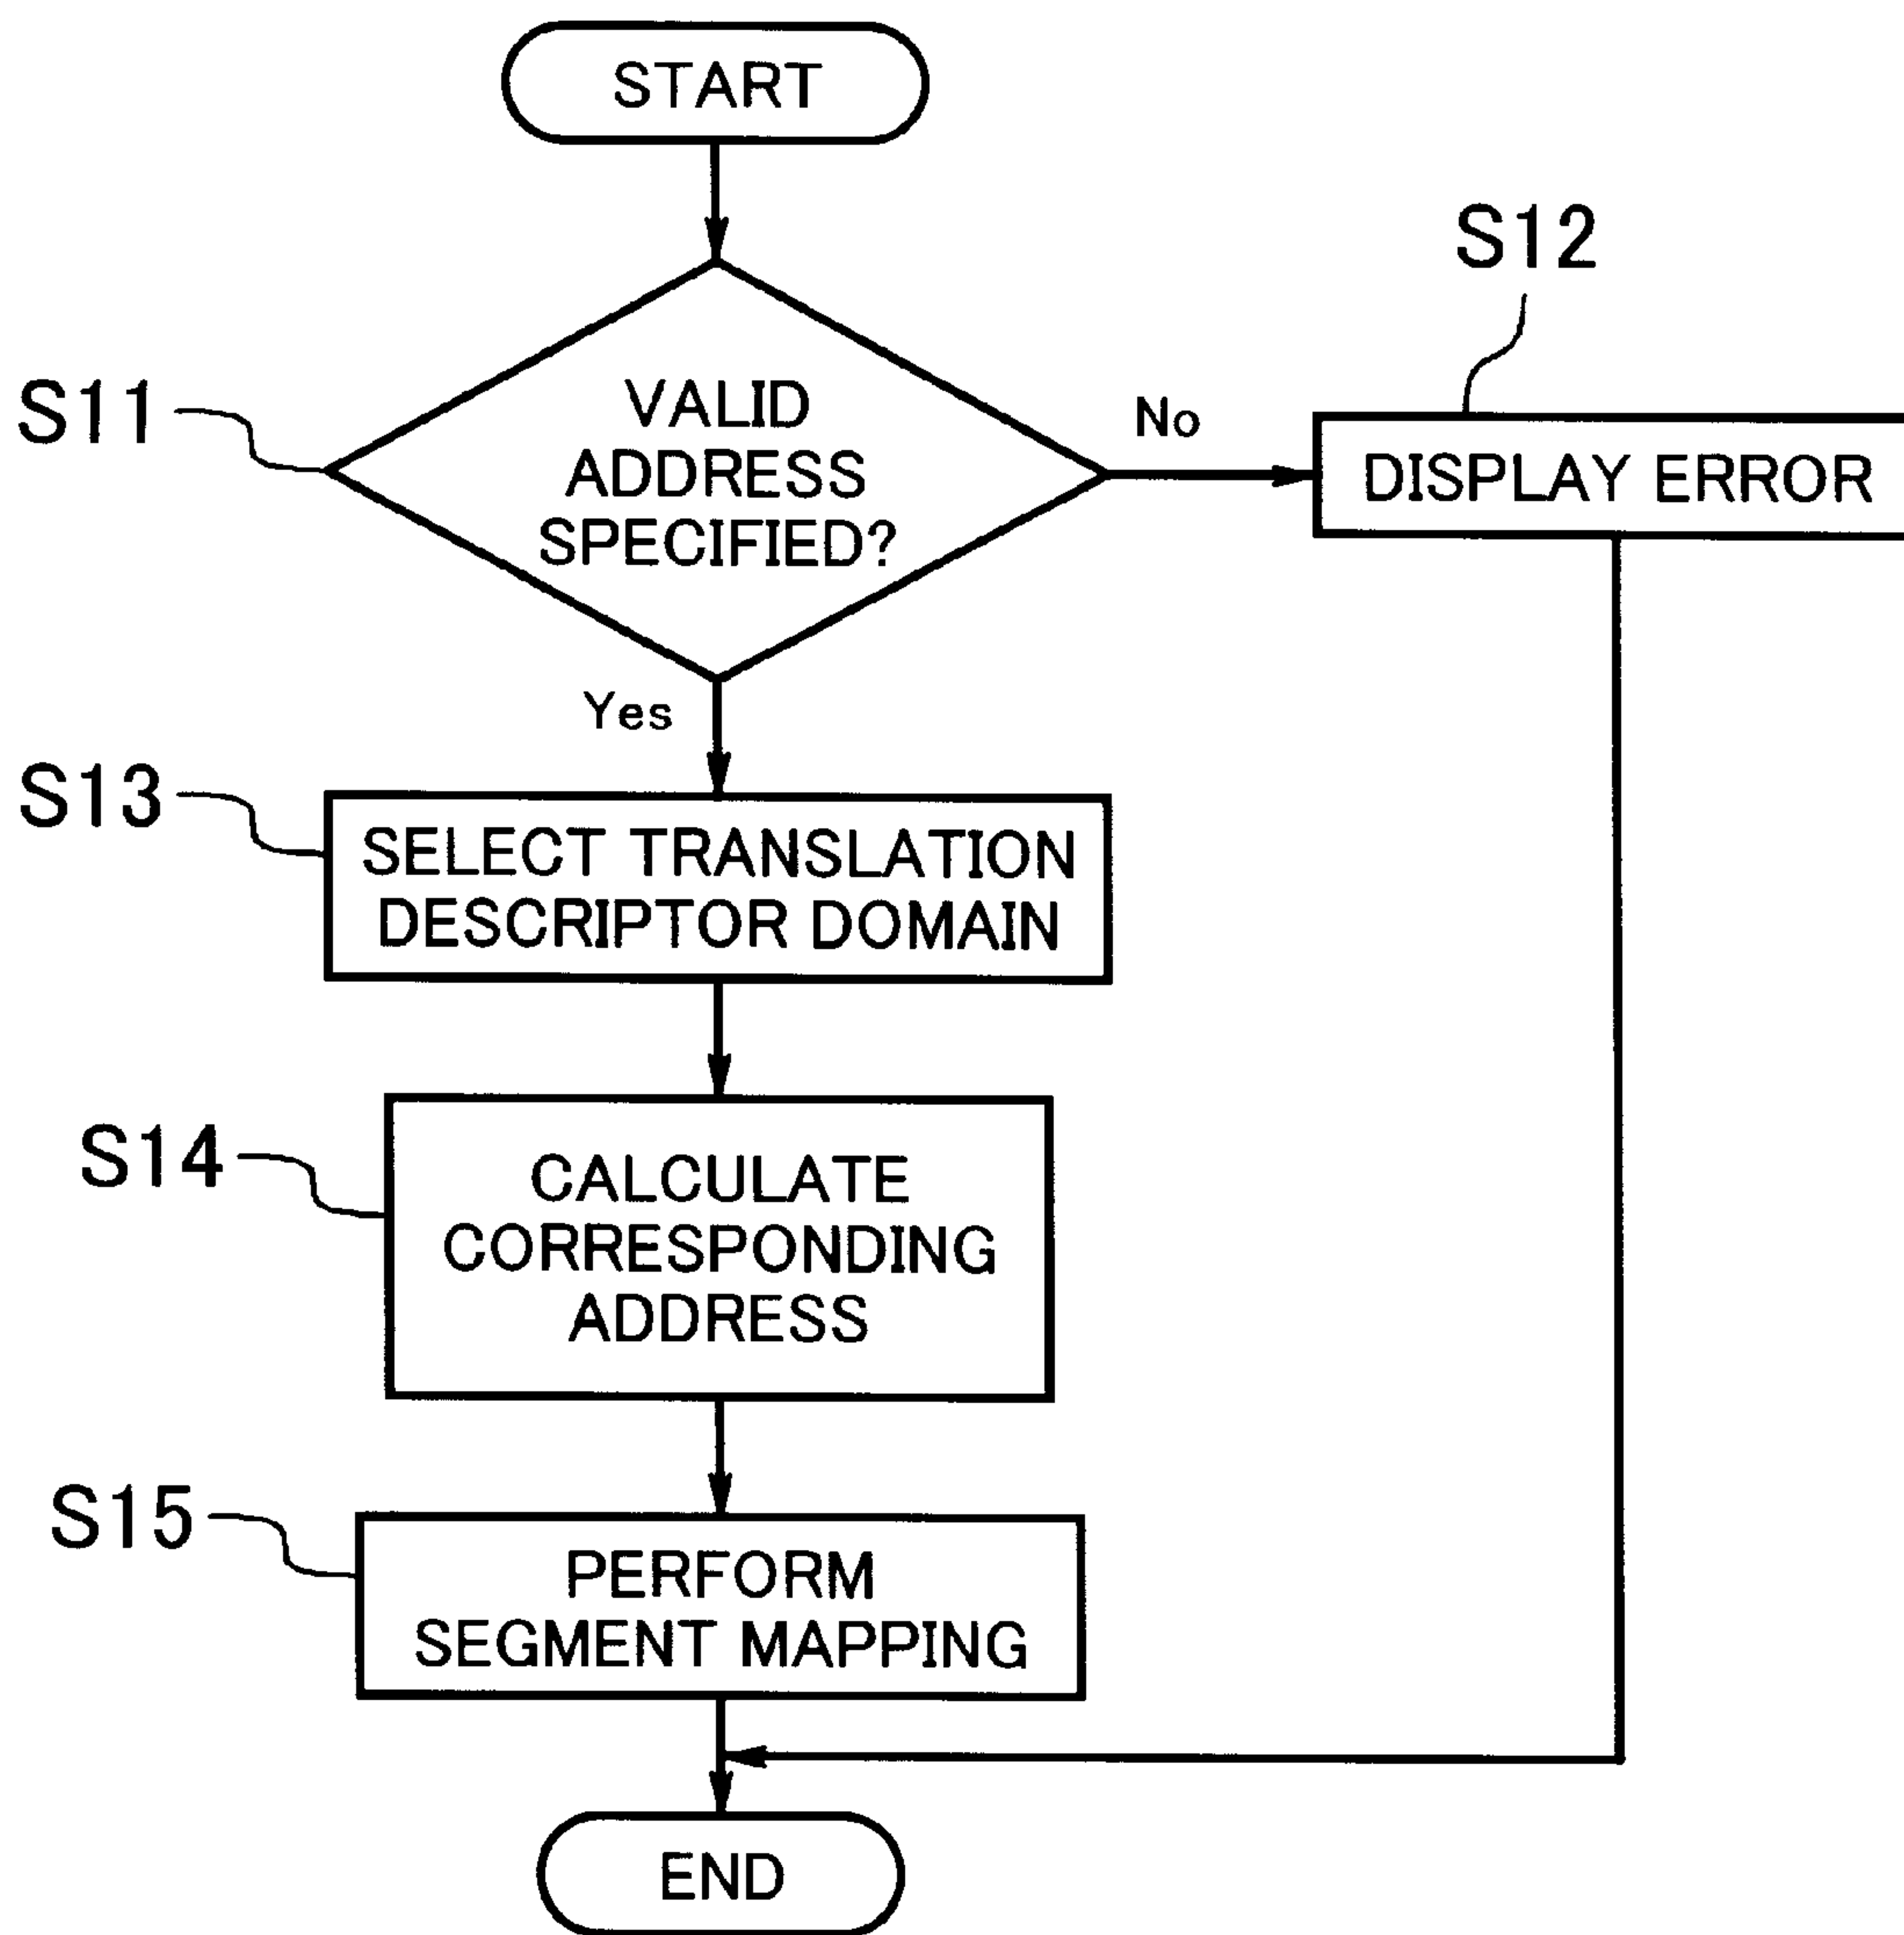 START
S12
S11
VALID
ADDRESS
SPECIFIED?
No
DISPLAY ERROR
Yes
S13
SELECT TRANSLATION
DESCRIPTOR DOMAIN
S14
CALCULATE
CORRESPONDING
ADDRESS
S15
PERFORM
SEGMENT MAPPING
END